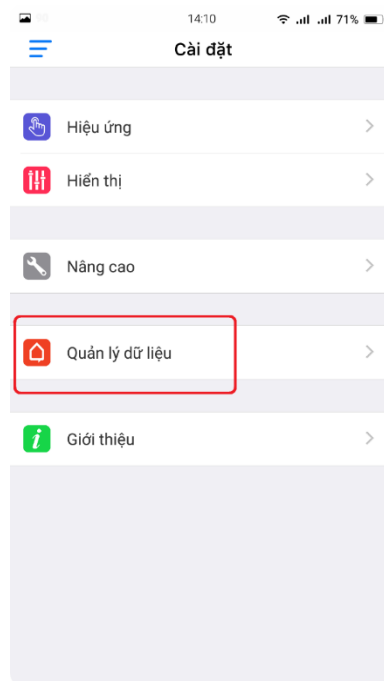 14:10 71%
Cài đặt
Hiệu ứng
Hiển thị
Nâng cao
Quản lý dữ liệu
i Giới thiệu